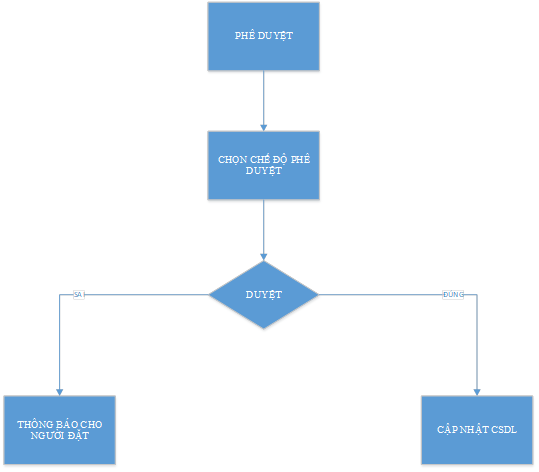 PHÊ DUYỆT
CHỌN CHẾ ĐỘ PHÊ
DUYỆT
DUYỆT
SAI
ĐÚNG
THÔNG BÁO CHO
NGƯỜI ĐẶT
CẬP NHẬT CSDL